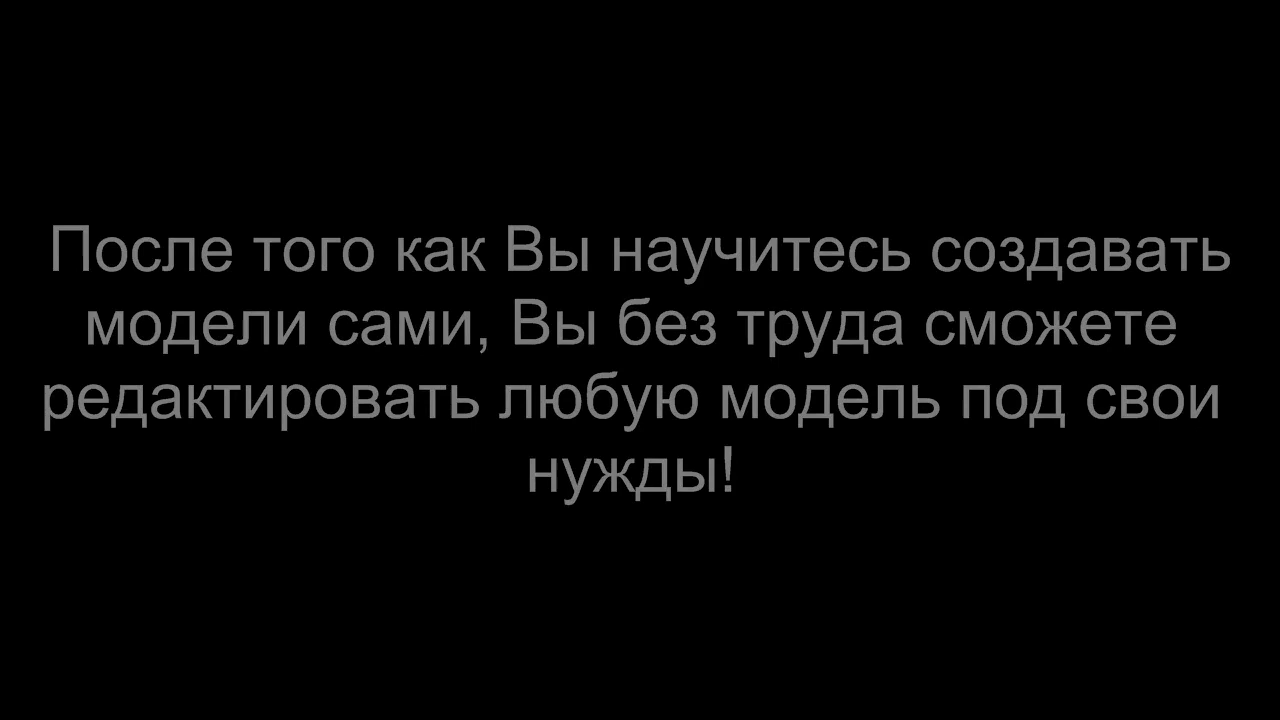 После того как Вы научитесь создавать
модели сами, Вы без труда сможете
редактировать любую модель под свои
нужды!